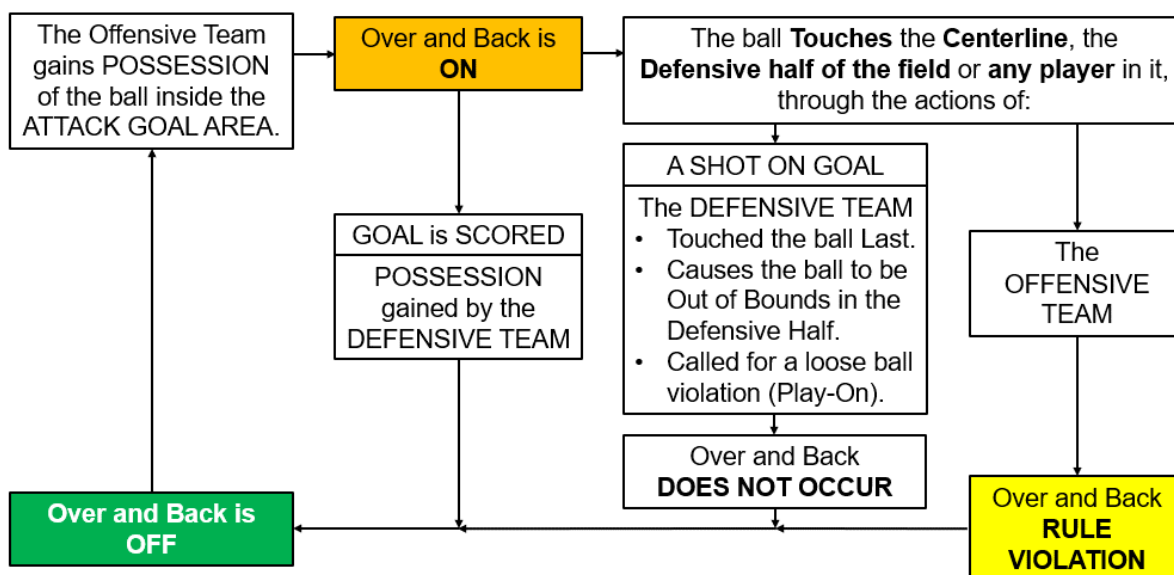 The Offensive Team
gains POSSESSION
of the ball inside the
ATTACK GOAL AREA.
Over and Back is
ON
The ball Touches the Centerline, the
Defensive half of the field or any player in it,
through the actions of:
GOAL is SCORED
POSSESSION
gained by the
DEFENSIVE TEAM
A SHOT ON GOAL
The DEFENSIVE TEAM
• Touched the ball Last.
• Causes the ball to be
Out of Bounds in the
Defensive Half.
• Called for a loose ball
violation (Play-On).
The
OFFENSIVE
TEAM
Over and Back
DOES NOT OCCUR
Over and Back is
OFF
Over and Back
RULE
VIOLATION